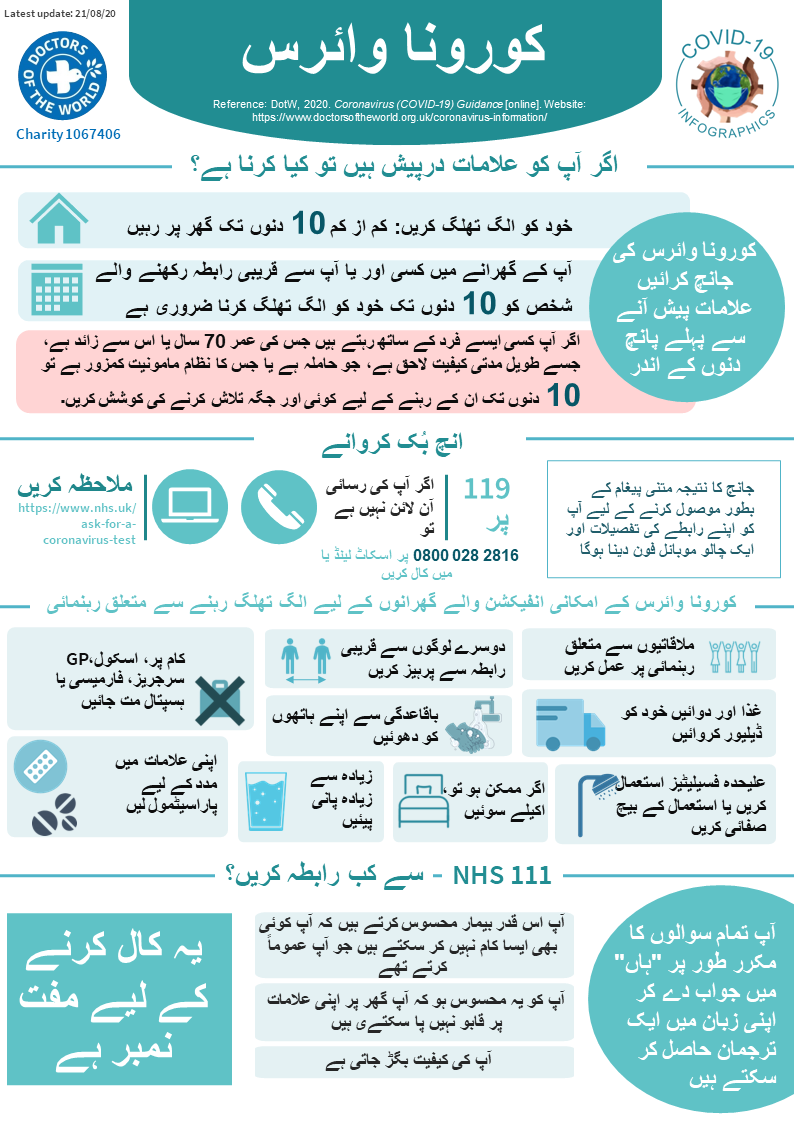 Latest update: 21/08/20
DOCTORS OF THE WORLD
Charity 1067406
کورونا وائرس
Reference: DotW, 2020. Coronavirus (COVID-19) Guidance [online]. Website:
https://www.doctorsoftheworld.org.uk/coronavirus-information/
COVID-19
INFOGRAPHICS
اگر آپ کو علامات درپیش ہیں تو کیا کرنا ہے؟
خود کو الگ تھلگ کریں: کم از کم 10 دنوں تک گھر پر رہیں
آپ کے گھرانے میں کسی اور یا آپ سے قریبی رابطہ رکھنے والے
شخص کو 10 دنوں تک خود کو الگ تھلگ کرنا ضروری ہے
اگر آپ کسی ایسے فرد کے ساتھ رہتے ہیں جس کی عمر 70 سال یا اس سے زائد ہے،
جسے طویل مدتی کیفیت لاحق ہے، جو حاملہ ہے یا جس کا نظام مامونیت کمزور ہے تو
10 دنوں تک ان کے رہنے کے لیے کوئی اور جگہ تلاش کرنے کی کوشش کریں۔
کورونا وائرس کی
جانچ کرائیں
علامات پیش آنے
سے پہلے پانچ
دنوں کے اندر
انچ بُک کروانے
جانچ کا نتیجہ متنی پیغام کے
بطور موصول کرنے کے لیے آپ
کو اپنے رابطے کی تفصیلات اور
ایک چالو موبائل فون دینا ہوگا
119
پر
اگر آپ کی رسائی
آن لائن نہیں ہے
تو
0800 028 2816 پر اسکاٹ لینڈ یا
میں کال کریں
ملاحظہ کریں
https://www.nhs.uk/
ask-for-a-
coronavirus-test
کورونا وائرس کے امکانی انفیکشن والے گھرانوں کے لیے الگ تھلگ رہنے سے متعلق رہنمائی
ملاقاتیوں سے متعلق
رہنمائی پر عمل کریں
دوسرے لوگوں سے قریبی
رابطہ سے پرہیز کریں
کام پر، اسکول،GP
سرجریز، فارمیسی یا
ہسپتال مت جائیں
غذا اور دوائیں خود کو
ڈیلیور کروائیں
باقاعدگی سے اپنے ہاتھوں
کو دھوئیں
اپنی علامات میں
مدد کے لیے
پاراسیٹمول لیں
علیحدہ فسیلیٹیز استعمال
کریں یا استعمال کے بیچ
صفائی کریں
اگر ممکن ہو تو،
اکیلے سوئیں
زیادہ سے
زیادہ پانی
پیئیں
NHS 111 - سے کب رابطہ کریں؟
آپ تمام سوالوں کا
مکرر طور پر "ہاں"
میں جواب دے کر
اپنی زبان میں ایک
ترجمان حاصل کر
سکتے ہیں
آپ اس قدر بیمار محسوس کرتے ہیں کہ آپ کوئی
بھی ایسا کام نہیں کر سکتے ہیں جو آپ عموماً
کرتے تھے
آپ کو یہ محسوس ہو کہ آپ گھر پر اپنی علامات
پر قابو نہیں پا سکتےی ہیں
آپ کی کیفیت بگڑ جاتی ہے
یہ کال کرنے
کے لیے مفت
نمبر ہے